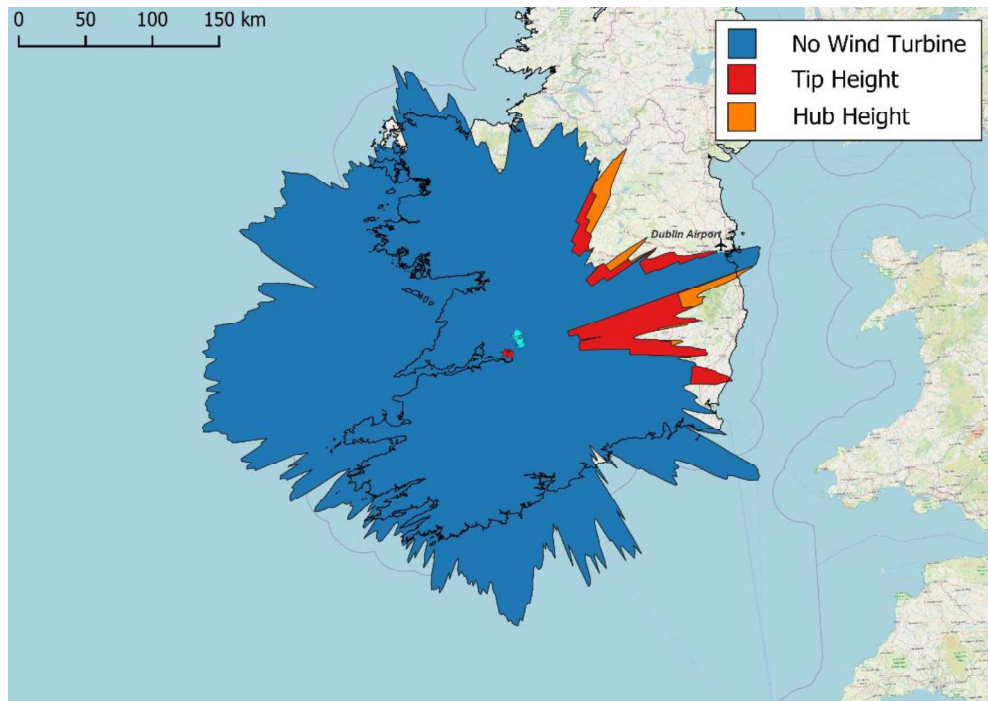 0 50 100 150 km
No Wind Turbine
Tip Height
Hub Height
Dublin Airport